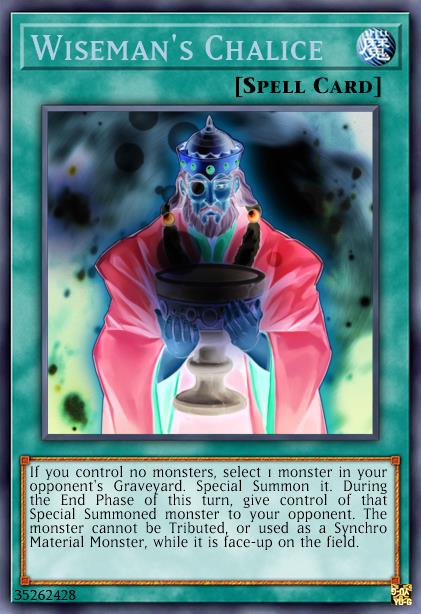 Wiseman's Chalice
魔
[Spell Card]
If you control no monsters, select 1 monster in your
opponent's Graveyard. Special Summon it. During
the End Phase of this turn, give control of that
Special Summoned monster to your opponent. The
monster cannot be Tributed, or used as a Synchro
Material Monster, while it is face-up on the field.
35262428